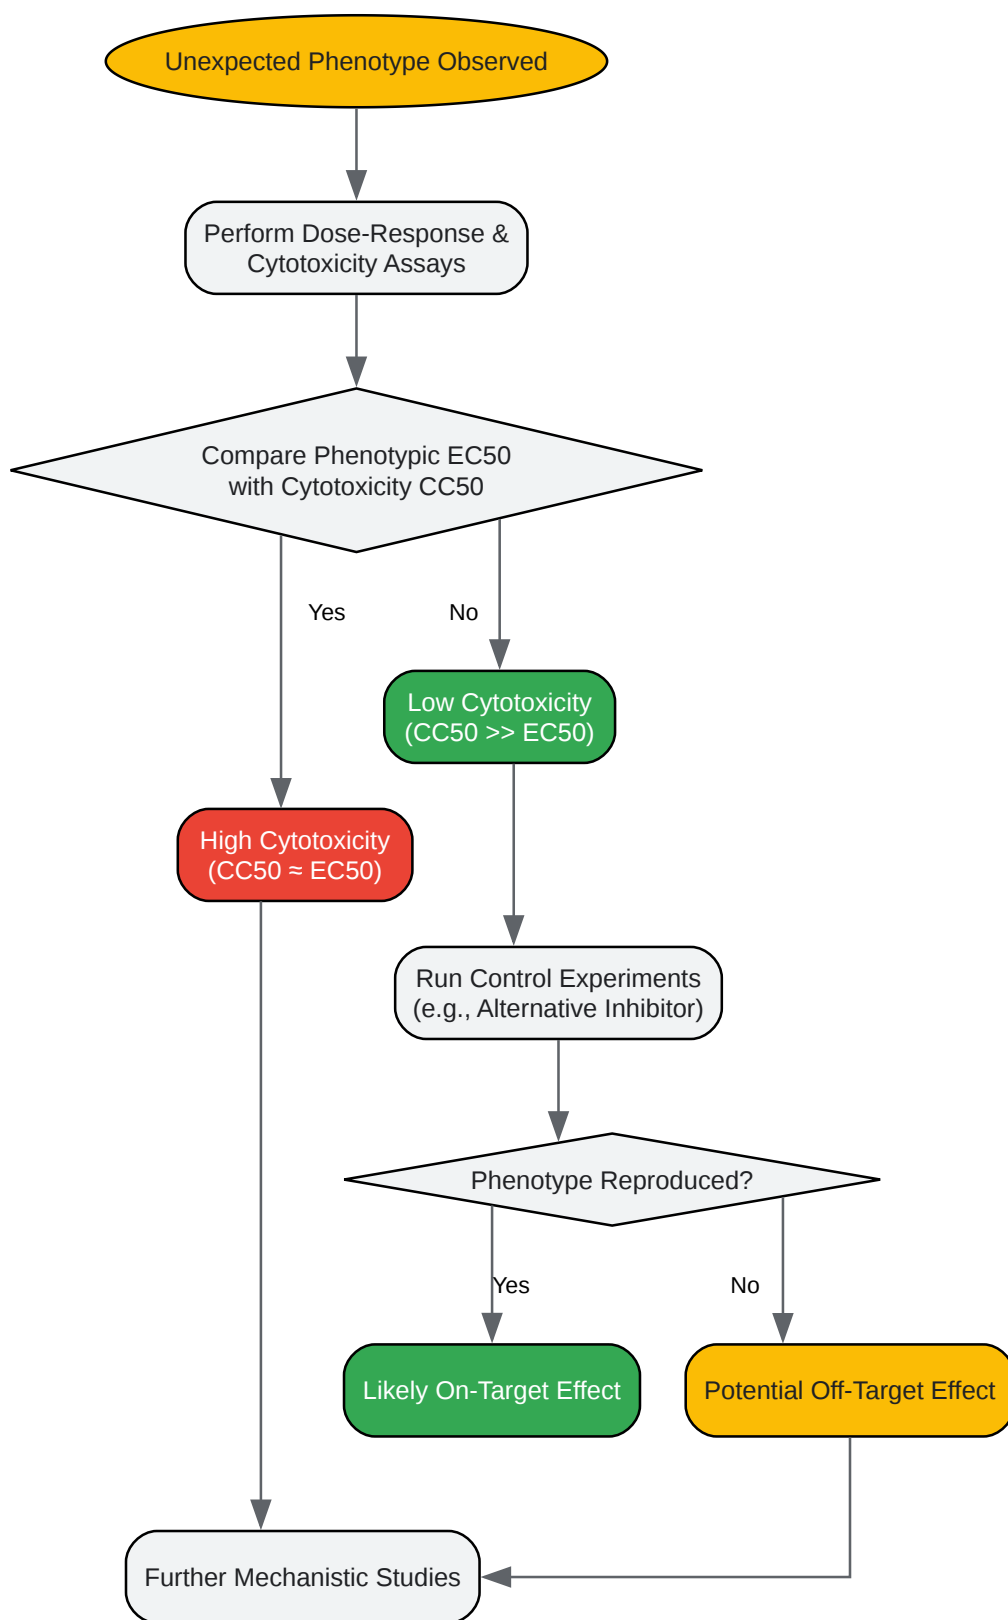 Unexpected Phenotype Observed
Perform Dose-Response &
Cytotoxicity Assays
Compare Phenotypic EC50
with Cytotoxicity CC50
Yes
No
Low Cytotoxicity
(CC50 >> EC50)
High Cytotoxicity
(CC50 ≈ EC50)
Run Control Experiments
(e.g., Alternative Inhibitor)
Phenotype Reproduced?
Yes
No
Likely On-Target Effect
Potential Off-Target Effect
Further Mechanistic Studies